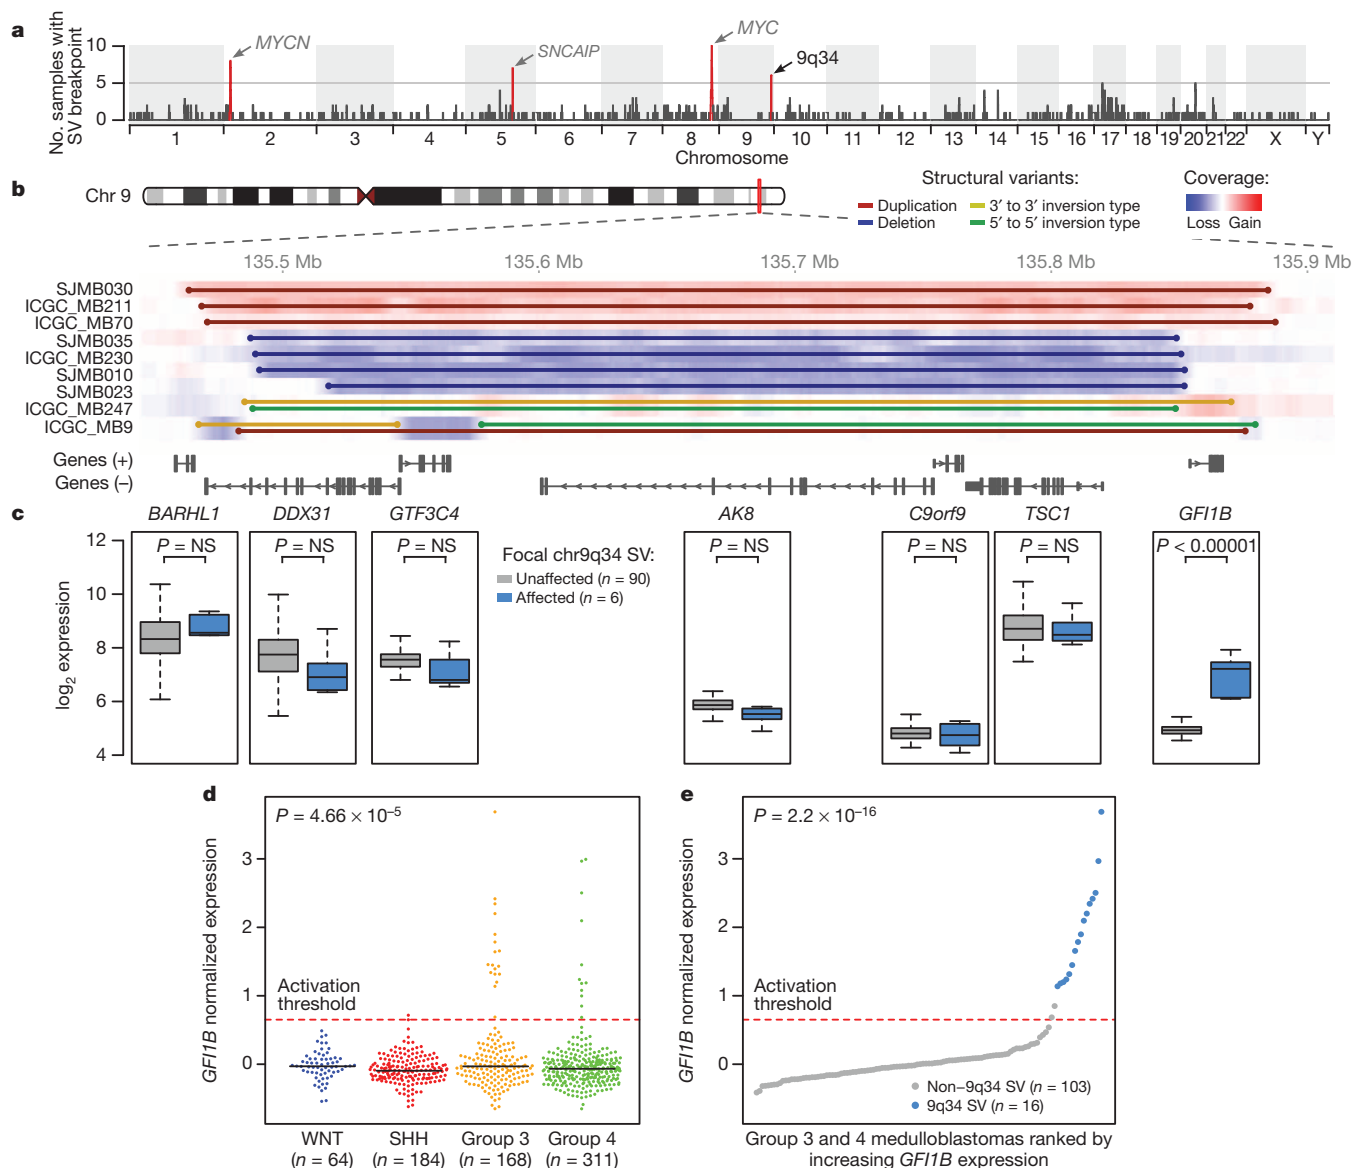 a
No. samples with
SV breakpoint
10
5
0
MYCN
SNCAIP
MYC
9q34
1 2 3 4 5 6 7 8 9 10 11 12 13 14 15 16 17 18 19 20 21 22 X Y
Chromosome
b
Chr 9
Structural variants:
Duplication
3′ to 3′ inversion type
Deletion
5′ to 5′ inversion type
Coverage:
Loss Gain
135.5 Mb 135.6 Mb 135.7 Mb 135.8 Mb 135.9 Mb
SJMB030
ICGC_MB211
ICGC_MB70
SJMB035
ICGC_MB230
SJMB010
SJMB023
ICGC_MB247
ICGC_MB9
Genes (+)
Genes (–)
c
BARHL1 DDX31 GTF3C4 AK8 C9orf9 TSC1 GFI1B
log2 expression
12
10
8
6
4
P = NS P = NS P = NS P = NS P = NS P = NS P < 0.00001
Focal chr9q34 SV:
Unaffected (n = 90)
Affected (n = 6)
d
P = 4.66 × 10–5
GFI1B normalized expression
3
2
1
0
Activation
threshold
WNT SHH Group 3 Group 4
(n = 64) (n = 184) (n = 168) (n = 311)
e
P = 2.2 × 10–16
GFI1B normalized expression
3
2
1
0
Activation
threshold
Non–9q34 SV (n = 103)
9q34 SV (n = 16)
Group 3 and 4 medulloblastomas ranked by
increasing GFI1B expression